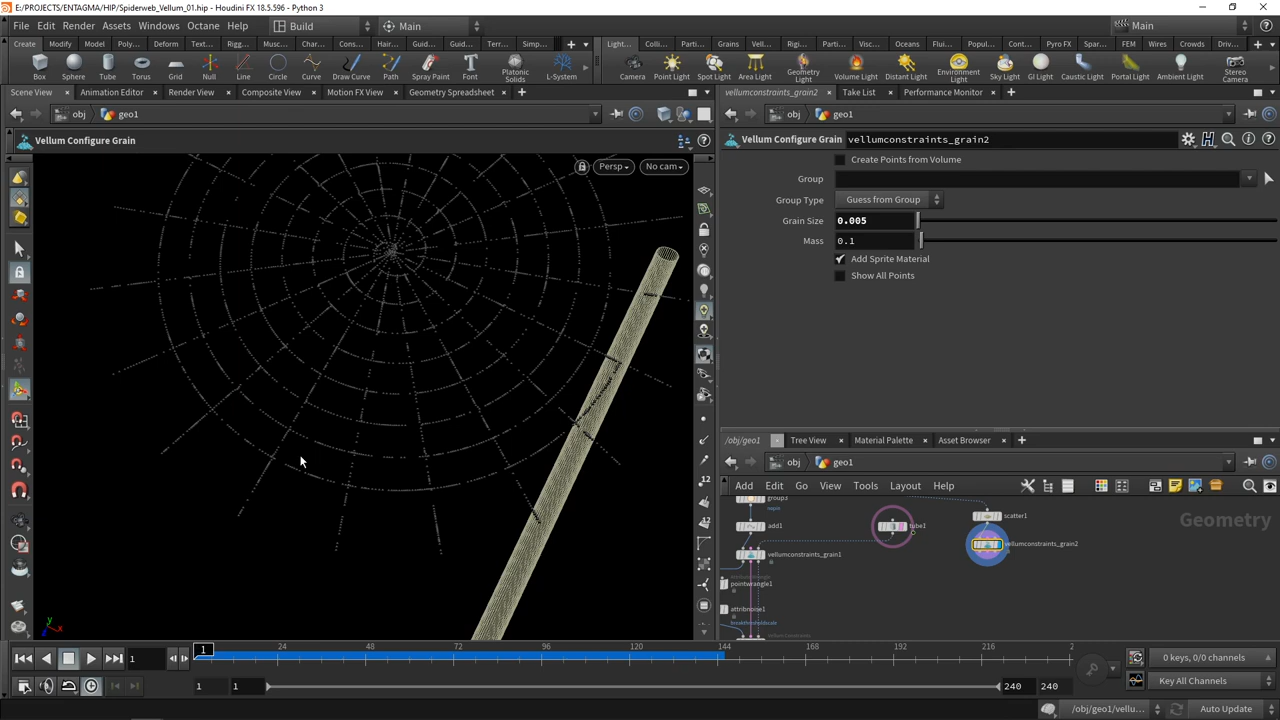 E:/PROJECTS/ENTAGMA/HIP/Spiderweb_Vellum_01.hip - Houdini FX 18.5.596 - Python 3
File Edit Render Assets Windows Octane Help Build Main Main
Create Modify Model Poly... Deform Text... Rigg... Musc... Char... Cons... Hair... Guid... Guid... Terr... Simp... Light... Colli... Parti... Grains Vell... Rigi... Parti... Visc... Oceans Flui... Popul... Cont... Pyro FX Spar... FEM Wires Crowds Driv...
Box Sphere Tube Torus Grid Null Line Circle Curve Draw Curve Path Spray Paint Font Platonic Solids L-System Camera Point Light Spot Light Area Light Geometry Light Volume Light Distant Light Environment Light Sky Light GI Light Caustic Light Portal Light Ambient Light Stereo Camera
Scene View Animation Editor Render View Composite View Motion FX View Geometry Spreadsheet vellumconstraints_grain2 Take List Performance Monitor
obj geo1 obj geo1
Vellum Configure Grain
Persp No cam
Vellum Configure Grain vellumconstraints_grain2
Create Points from Volume
Group
Group Type Guess from Group
Grain Size 0.005
Mass 0.1
Add Sprite Material
Show All Points
/obj/geo1 Tree View Material Palette Asset Browser
obj geo1
Add Edit Go View Tools Layout Help
Geometry
group3
scatter1
add1
tube1
vellumconstraints_grain2
vellumconstraints_grain1
pointwrangle1
attribnoise1
breakthresholdscale
Vellum Constraints
1 24 48 72 96 120 144 192 216 2
1
0 keys, 0/0 channels
1 1 240 240 Key All Channels
/obj/geo1/vellu... Auto Update